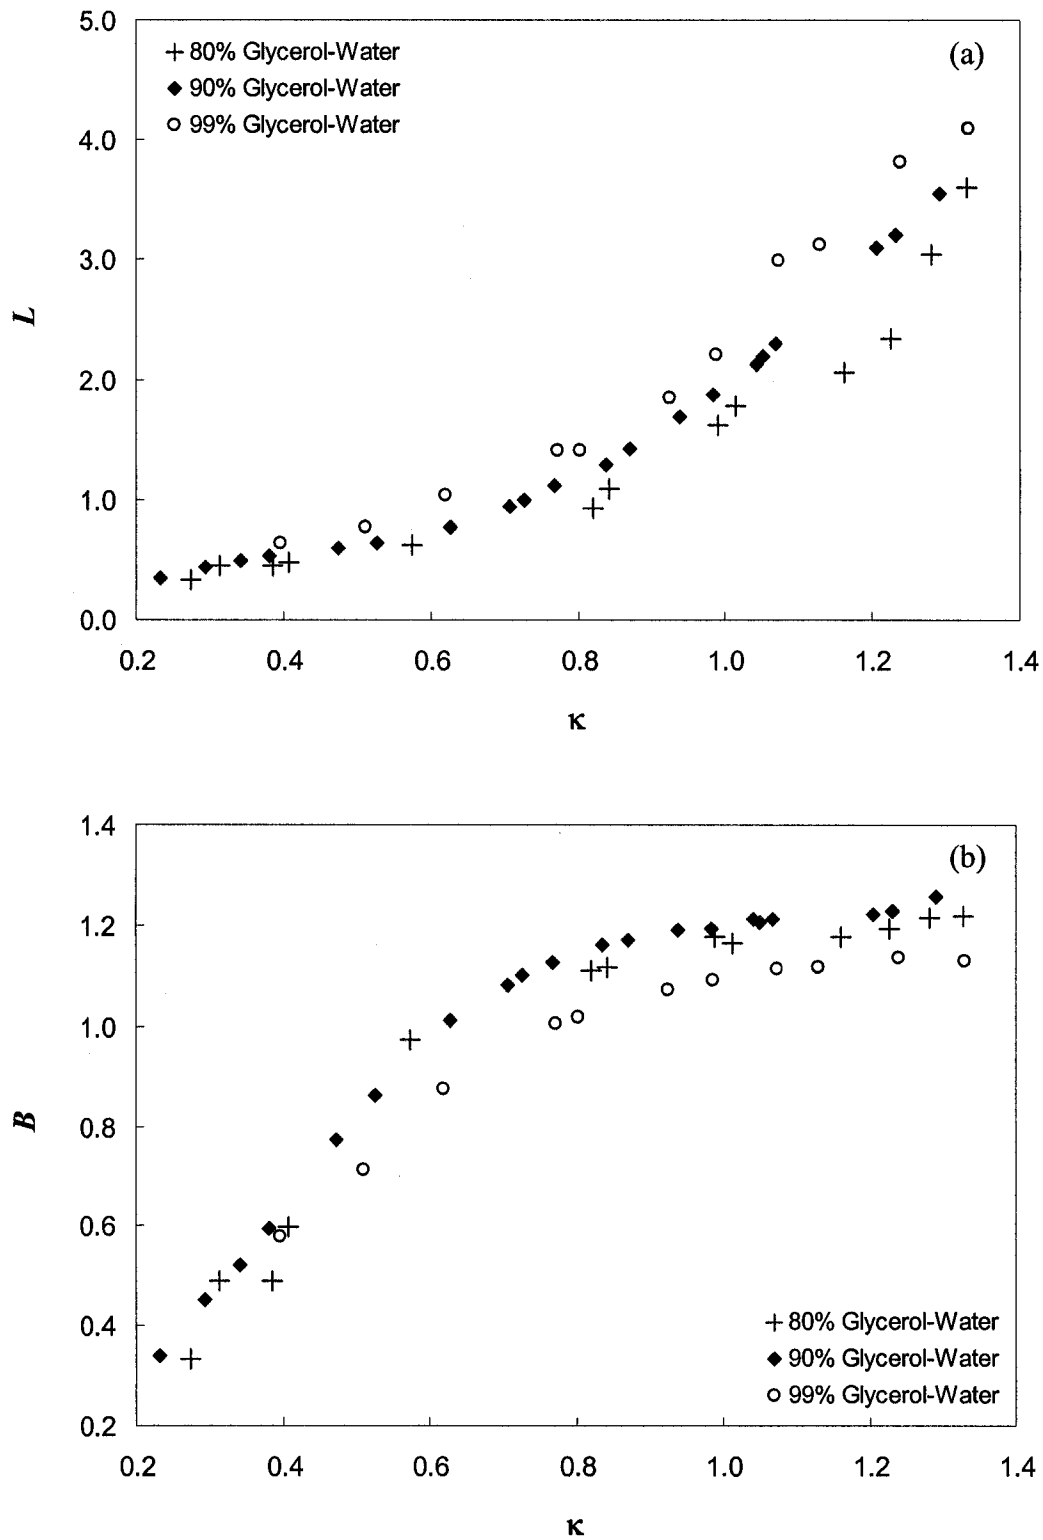 5.0
(a)
80% Glycerol-Water
90% Glycerol-Water
99% Glycerol-Water
4.0
3.0
L
2.0
1.0
0.0
0.2 0.4 0.6 0.8 1.0 1.2 1.4
κ
1.4
(b)
1.2
1.0
B
0.8
0.6
0.4
80% Glycerol-Water
90% Glycerol-Water
99% Glycerol-Water
0.2
0.2 0.4 0.6 0.8 1.0 1.2 1.4
κ